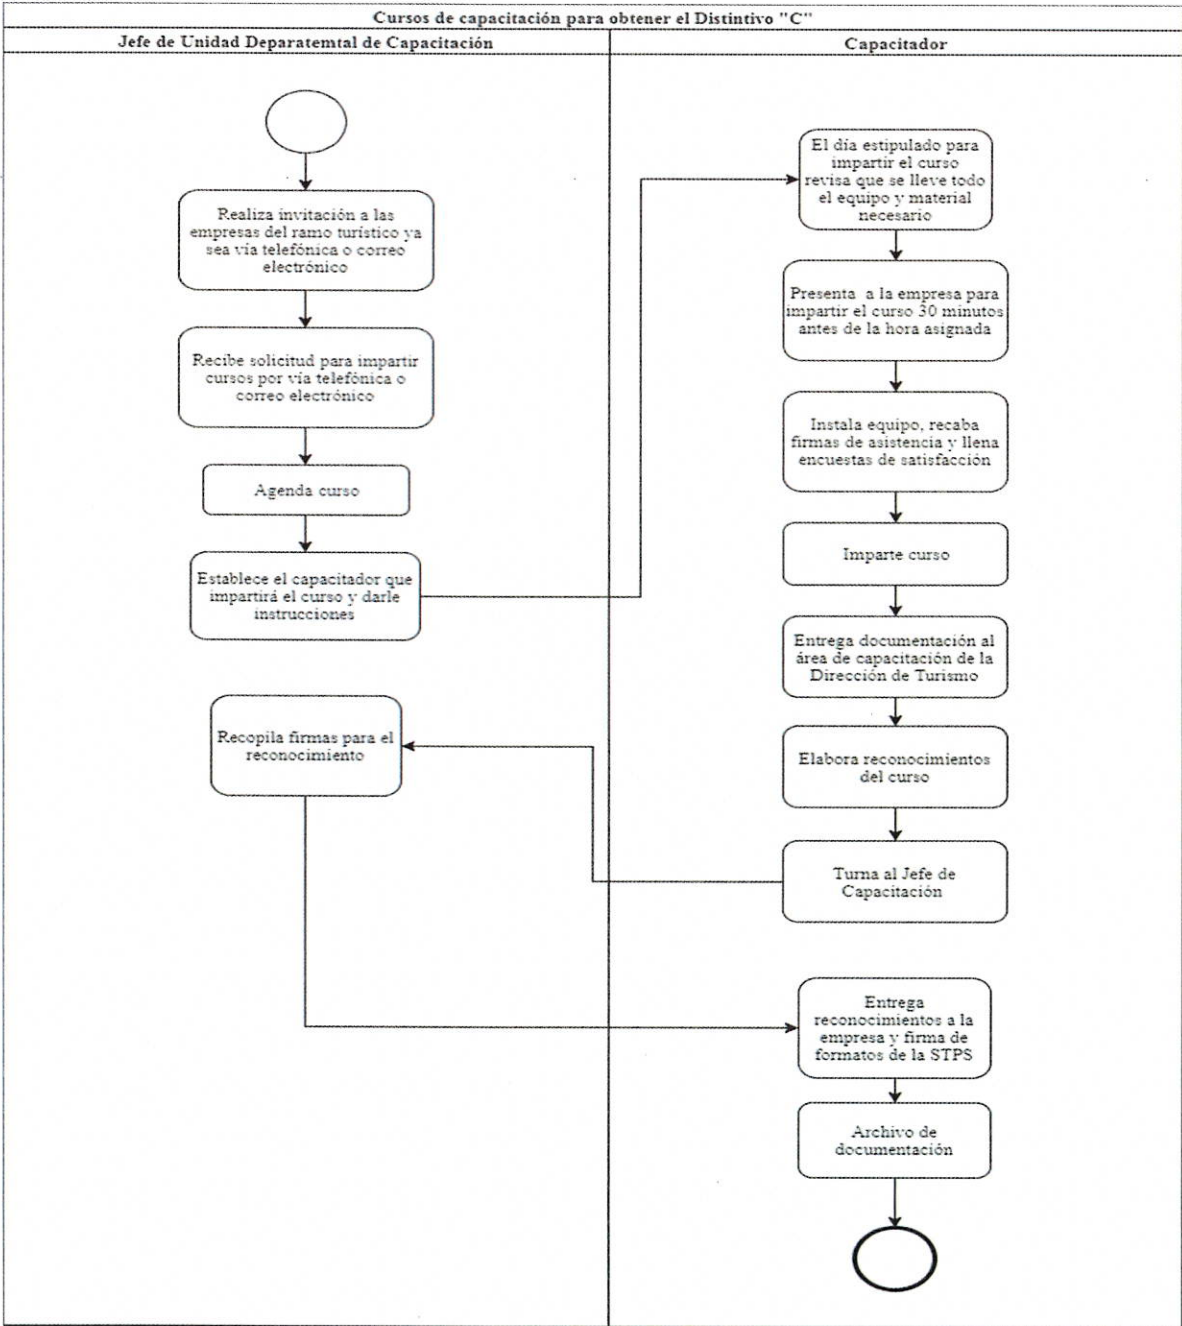 Cursos de capacitación para obtener el Distintivo "C"
Jefe de Unidad Deparatemtal de Capacitación
Capacitador
Realiza invitación a las
empresas del ramo turístico ya
sea vía telefónica o correo
electrónico
Recibe solicitud para impartir
cursos por vía telefónica o
correo electrónico
Agenda curso
Establece el capacitador que
impartirá el curso y darle
instrucciones
Recopila firmas para el
reconocimiento
El día estipulado para
impartir el curso
revisa que se lleve todo
el equipo y material
necesario
Presenta a la empresa para
impartir el curso 30 minutos
antes de la hora asignada
Instala equipo, recaba
firmas de asistencia y llena
encuestas de satisfacción
Imparte curso
Entrega documentación al
área de capacitación de la
Dirección de Turismo
Elabora reconocimientos
del curso
Turna al Jefe de
Capacitación
Entrega
reconocimientos a la
empresa y firma de
formatos de la STPS
Archivo de
documentación